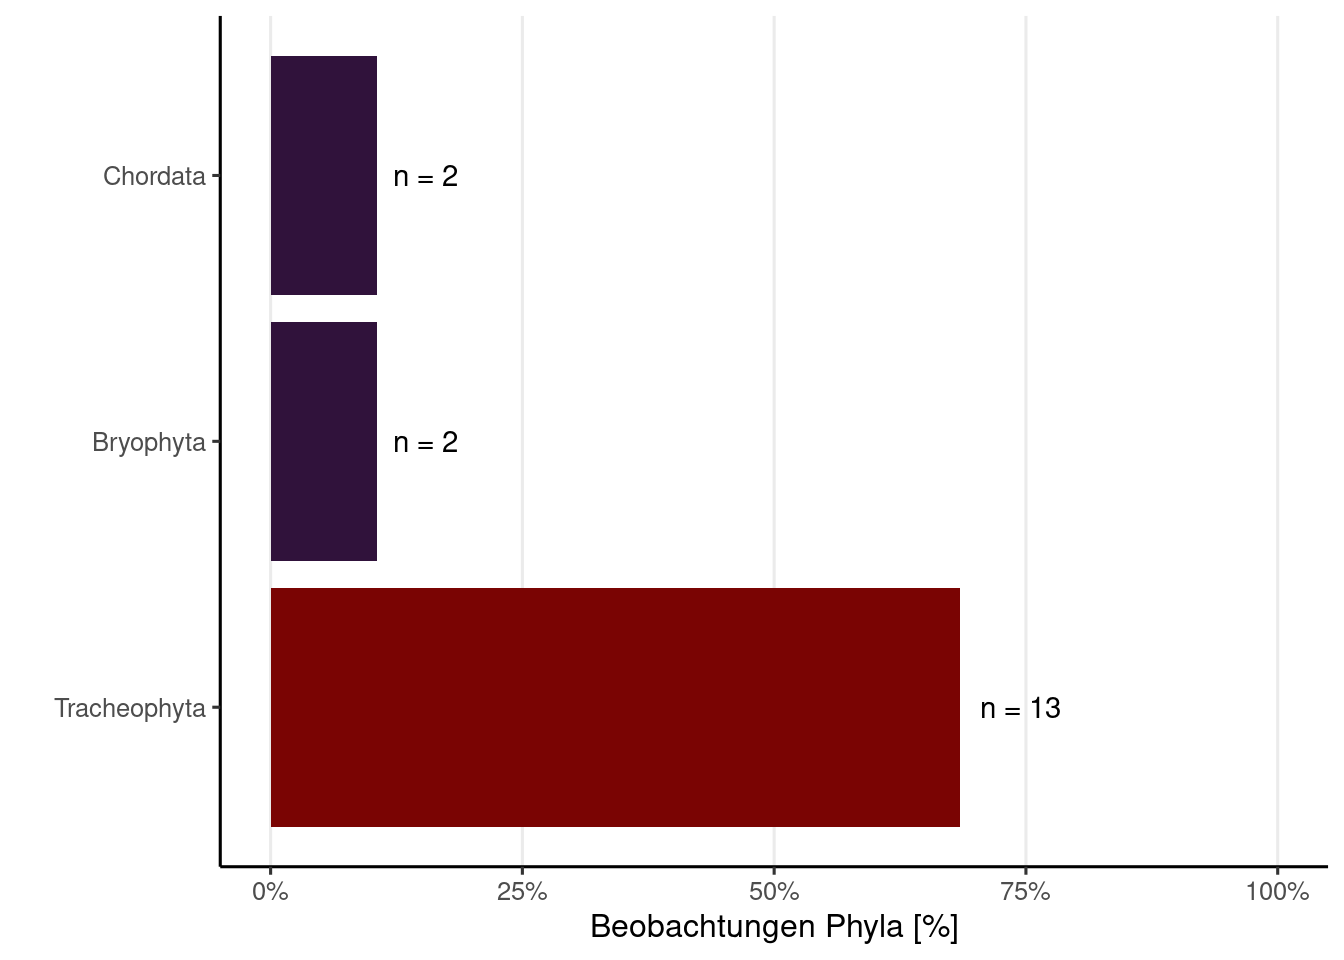 Chordata
n = 2
Bryophyta
n = 2
Tracheophyta
n = 13
0% 25% 50% 75% 100%
Beobachtungen Phyla [%]